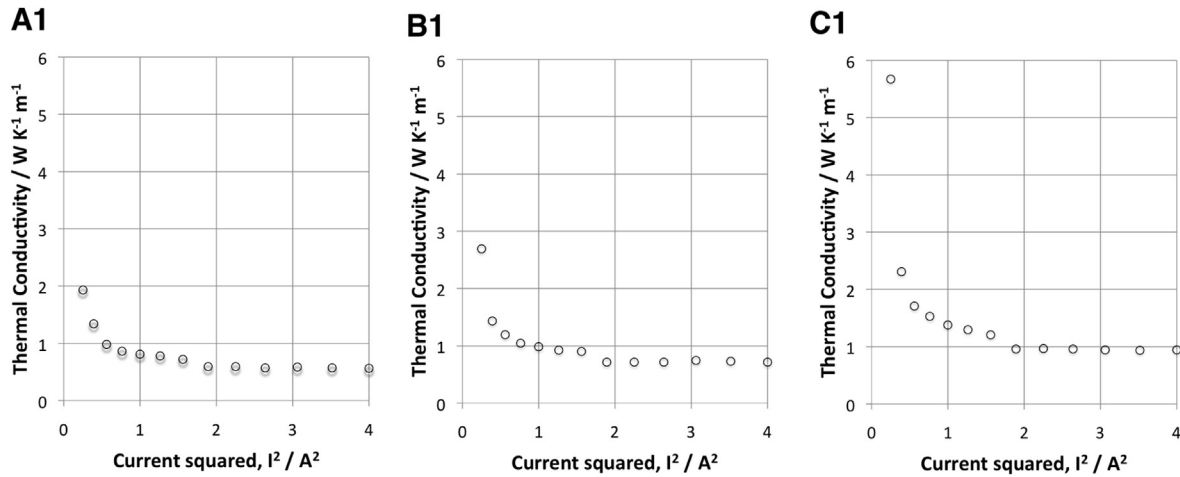 A1
Thermal Conductivity / W K⁻¹ m⁻¹
6
5
4
3
2
1
0
0 1 2 3 4
Current squared, I² / A²
B1
Thermal Conductivity / W K⁻¹ m⁻¹
6
5
4
3
2
1
0
0 1 2 3 4
Current squared, I² / A²
C1
Thermal Conductivity / W K⁻¹ m⁻¹
6
5
4
3
2
1
0
0 1 2 3 4
Current squared, I² / A²